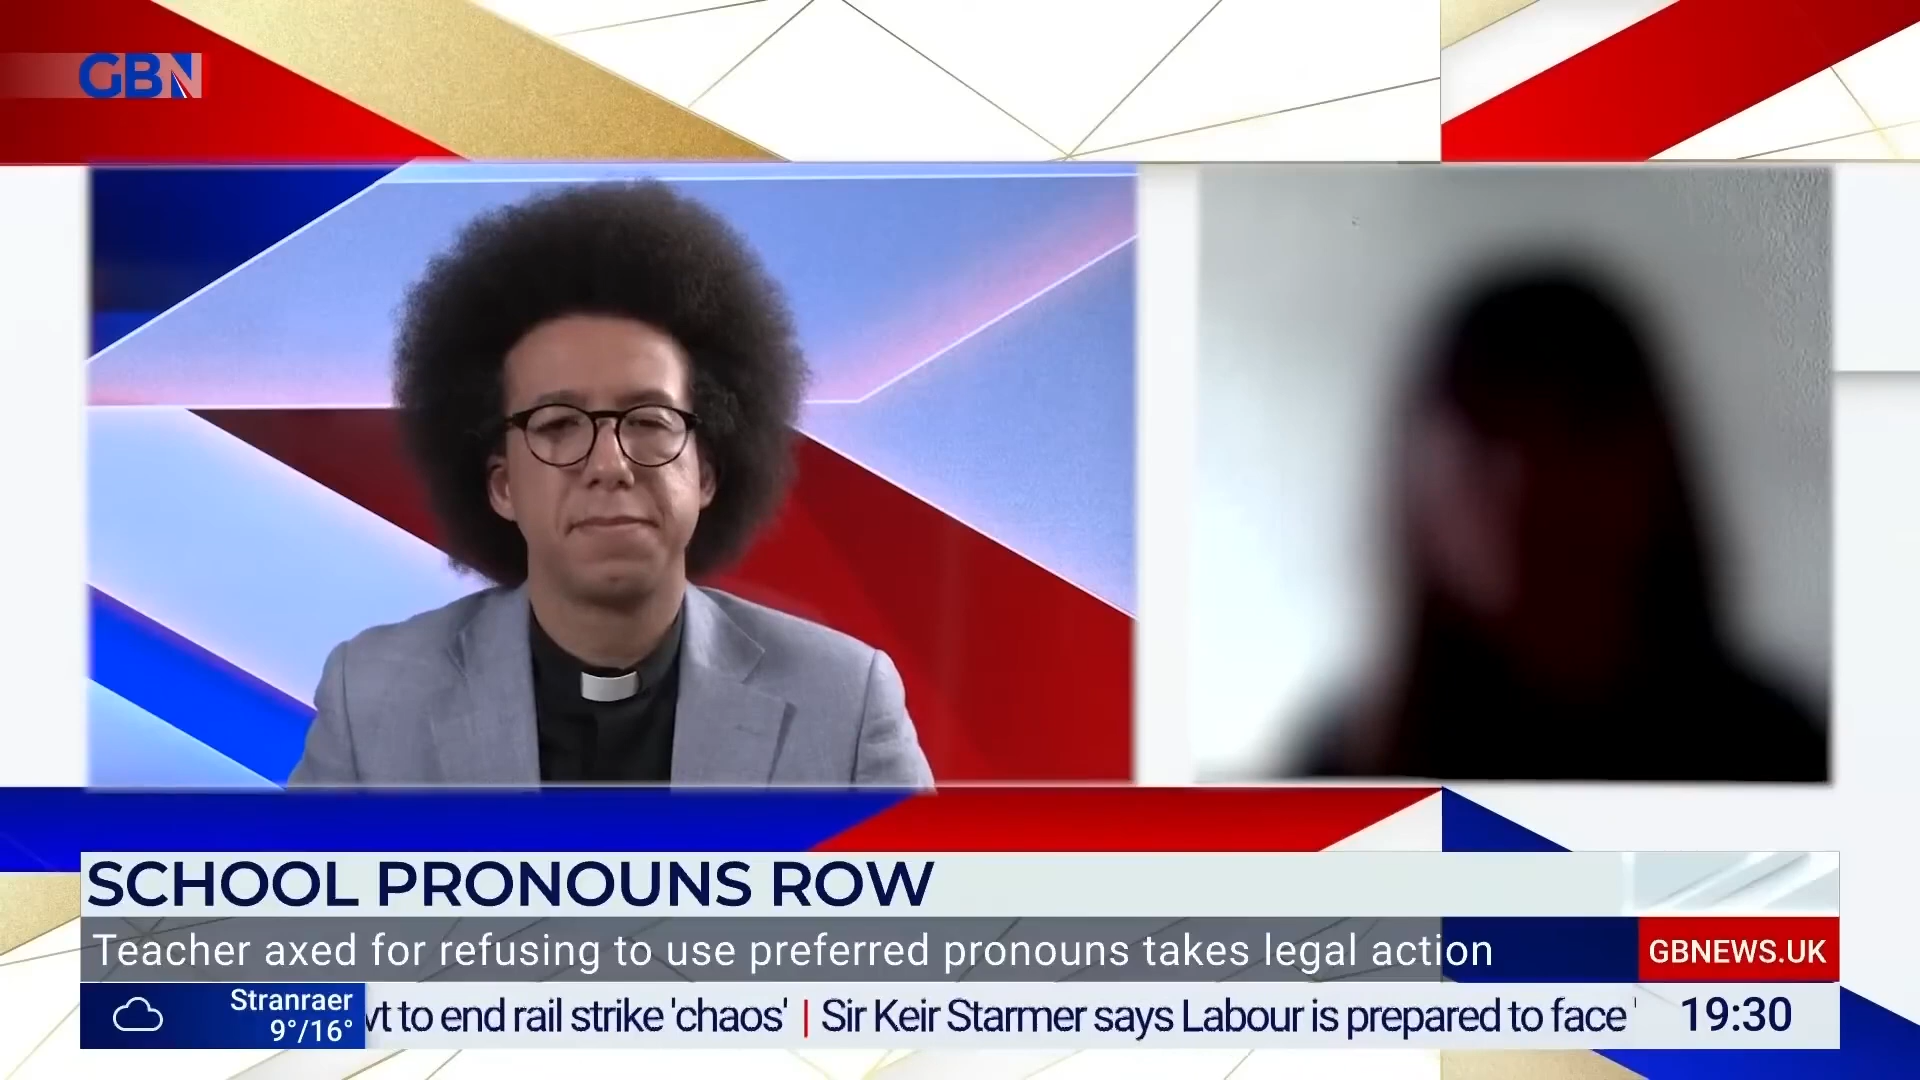 GBN
SCHOOL PRONOUNS ROW
Teacher axed for refusing to use preferred pronouns takes legal action
GBNEWS.UK
Stranraer
9°/16°
vt to end rail strike 'chaos' | Sir Keir Starmer says Labour is prepared to face '
19:30